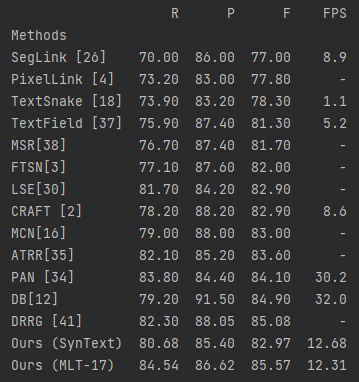 R P F FPS
Methods
SegLink [26] 70.00 86.00 77.00 8.9
PixelLink [4] 73.20 83.00 77.80 -
TextSnake [18] 73.90 83.20 78.30 1.1
TextField [37] 75.90 87.40 81.30 5.2
MSR[38] 76.70 87.40 81.70 -
FTSN[3] 77.10 87.60 82.00 -
LSE[30] 81.70 84.20 82.90 -
CRAFT [2] 78.20 88.20 82.90 8.6
MCN[16] 79.00 88.00 83.00 -
ATRR[35] 82.10 85.20 83.60 -
PAN [34] 83.80 84.40 84.10 30.2
DB[12] 79.20 91.50 84.90 32.0
DRRG [41] 82.30 88.05 85.08 -
Ours (SynText) 80.68 85.40 82.97 12.68
Ours (MLT-17) 84.54 86.62 85.57 12.31